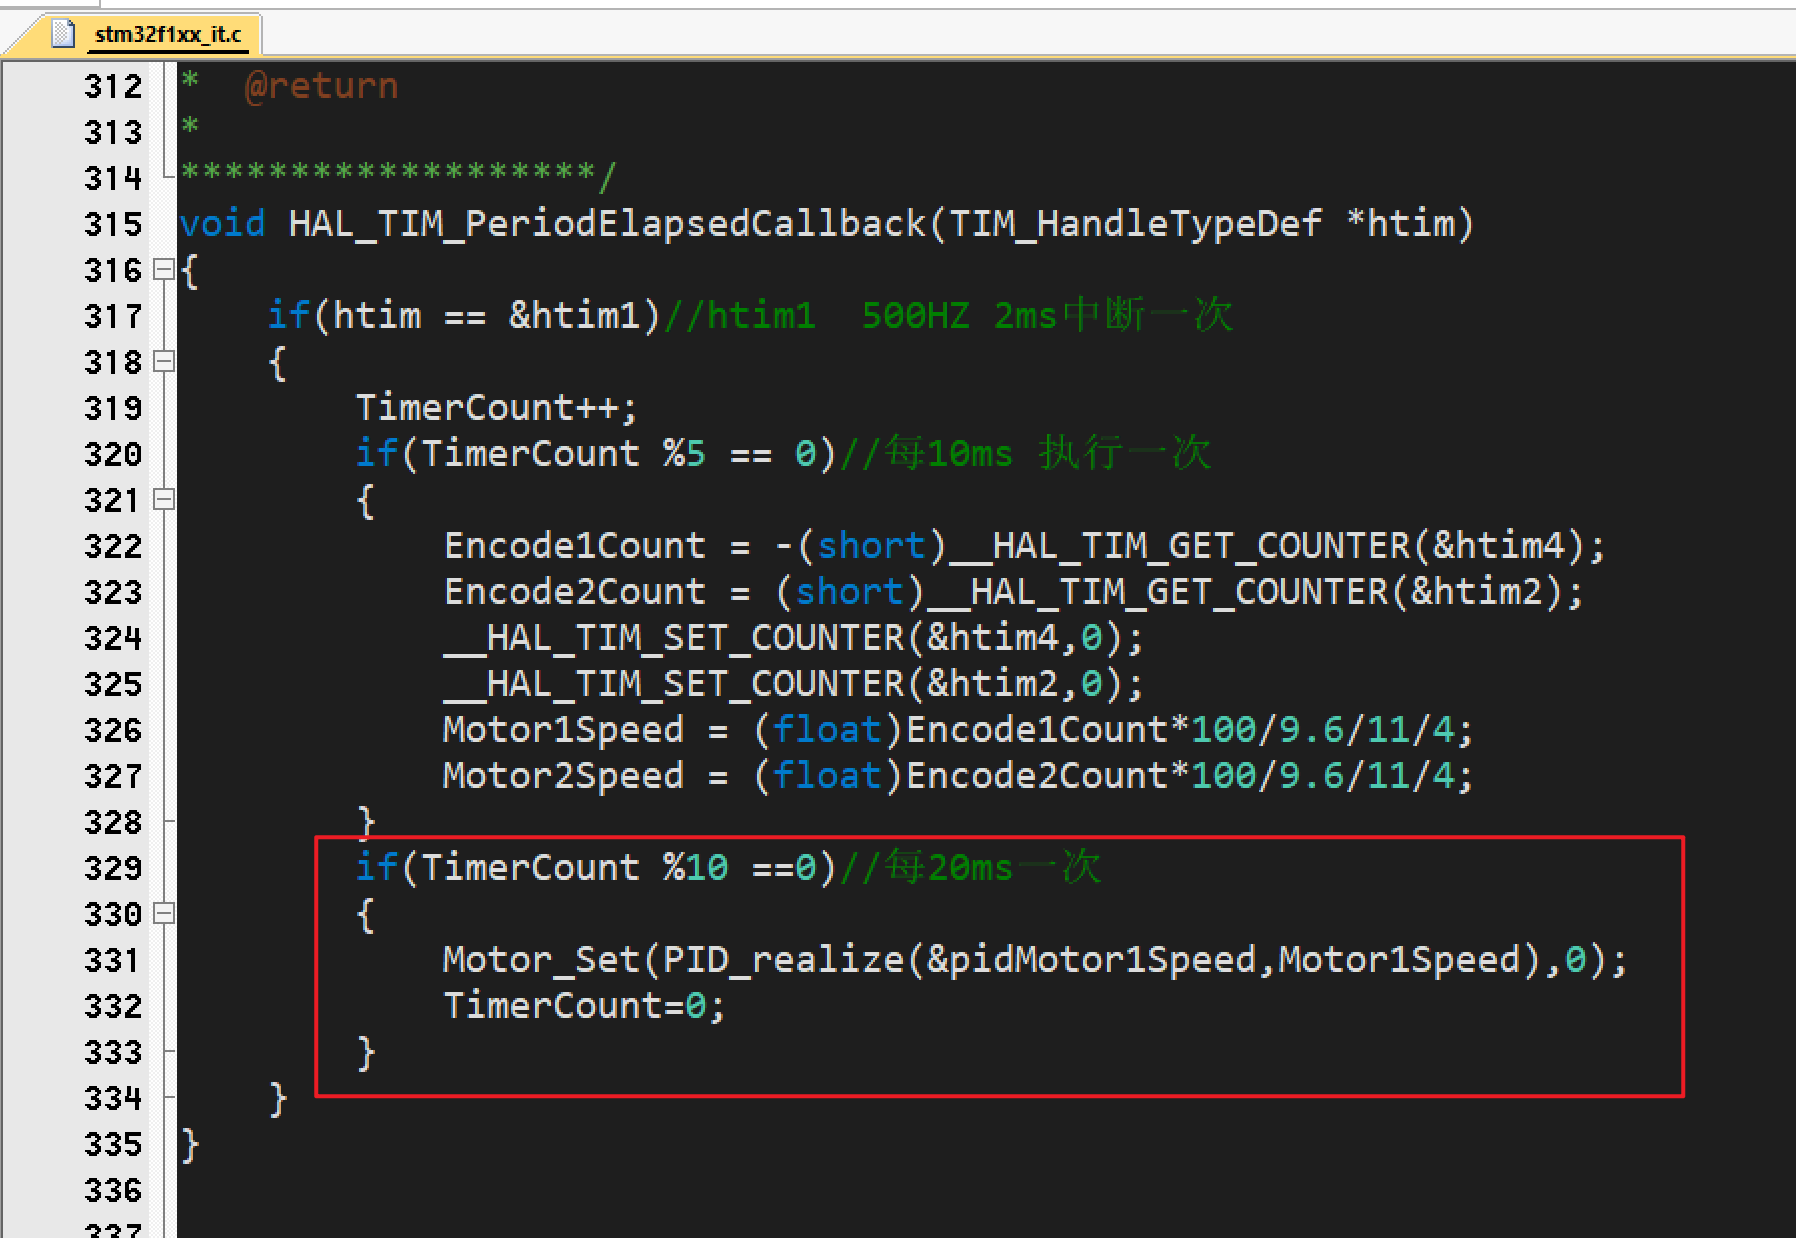 stm32f1xx_it.c
312 *  @return
313 *
314 *******************/
315 void HAL_TIM_PeriodElapsedCallback(TIM_HandleTypeDef *htim)
316 {
317     if(htim == &htim1)//htim1  500HZ 2ms中断一次
318     {
319         TimerCount++;
320         if(TimerCount %5 == 0)//每10ms 执行一次
321         {
322             Encode1Count = -(short)__HAL_TIM_GET_COUNTER(&htim4);
323             Encode2Count = (short)__HAL_TIM_GET_COUNTER(&htim2);
324             __HAL_TIM_SET_COUNTER(&htim4,0);
325             __HAL_TIM_SET_COUNTER(&htim2,0);
326             Motor1Speed = (float)Encode1Count*100/9.6/11/4;
327             Motor2Speed = (float)Encode2Count*100/9.6/11/4;
328         }
329         if(TimerCount %10 ==0)//每20ms一次
330         {
331             Motor_Set(PID_realize(&pidMotor1Speed,Motor1Speed),0);
332             TimerCount=0;
333         }
334     }
335 }
336
337